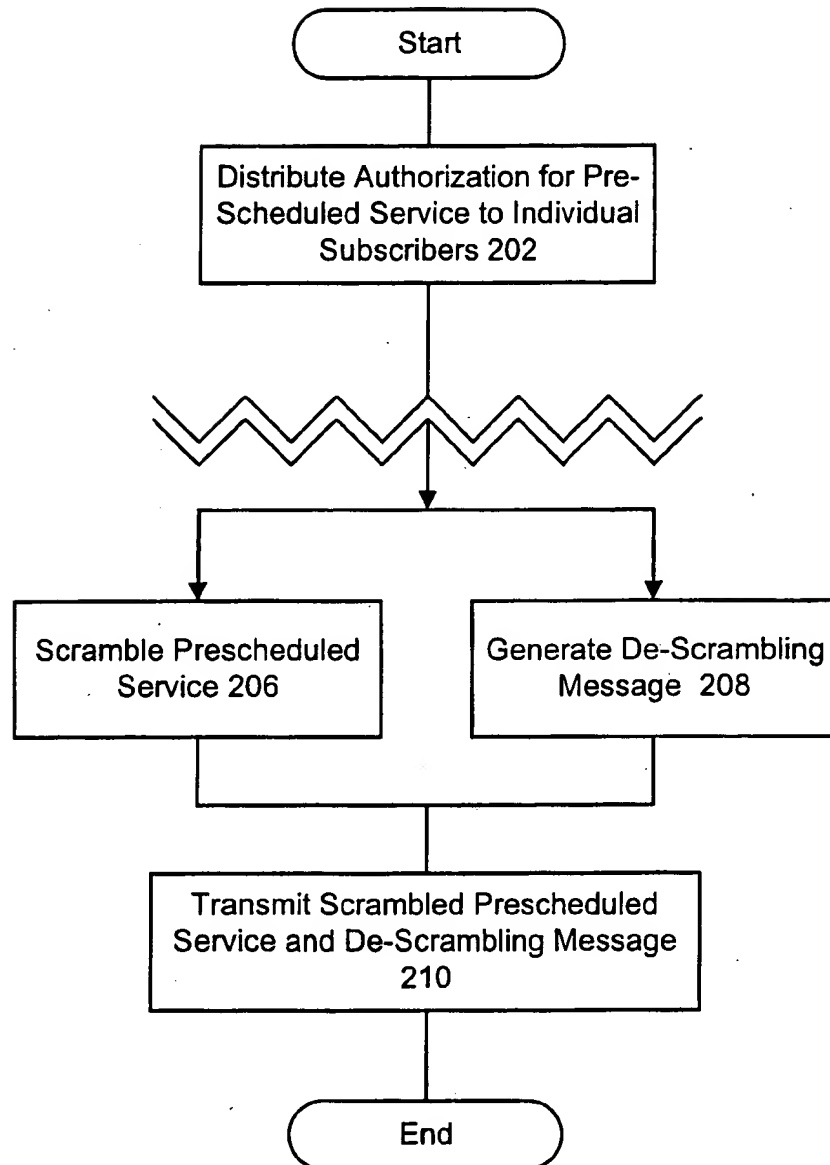 Start
Distribute Authorization for Pre-
Scheduled Service to Individual
Subscribers 202
Scramble Prescheduled
Service 206
Generate De-Scrambling
Message 208
Transmit Scrambled Prescheduled
Service and De-Scrambling Message
210
End